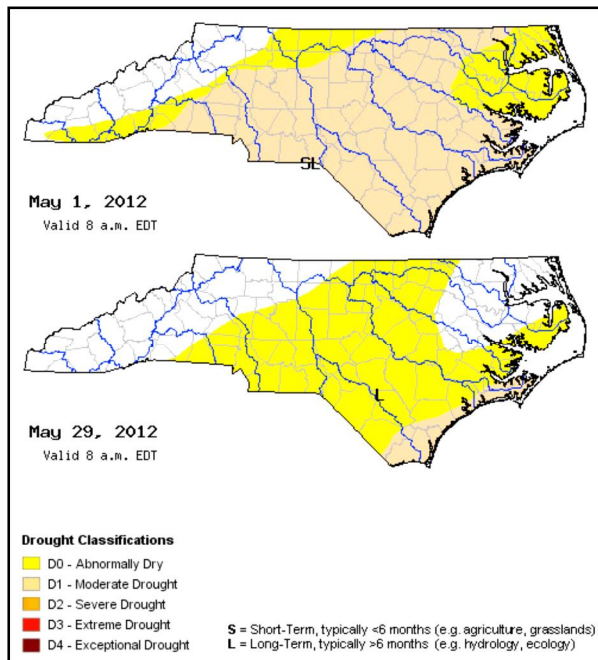 SL
May 1, 2012
Valid 8 a.m. EDT
L
May 29, 2012
Valid 8 a.m. EDT
Drought Classifications
D0 - Abnormally Dry
D1 - Moderate Drought
D2 - Severe Drought
D3 - Extreme Drought
D4 - Exceptional Drought
S = Short-Term, typically <6 months (e.g. agriculture, grasslands)
L = Long-Term, typically >6 months (e.g. hydrology, ecology)